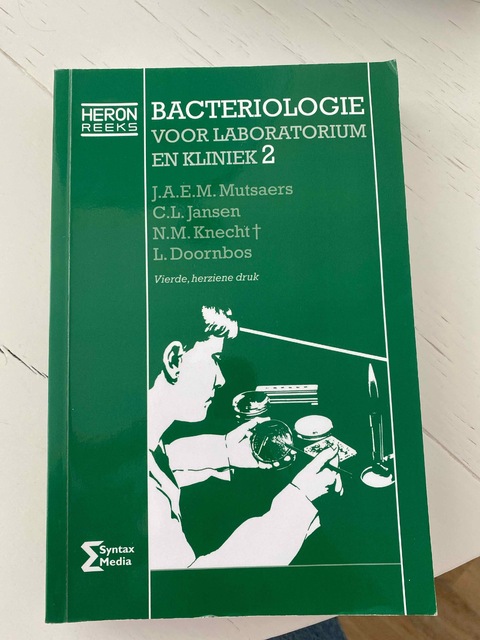 HERON
REEKS
BACTERIOLOGIE
VOOR LABORATORIUM
EN KLINIEK 2
J.A.E.M. Mutsaers
C.L. Jansen
N.M. Knecht †
L. Doornbos
Vierde, herziene druk
Syntax
Media